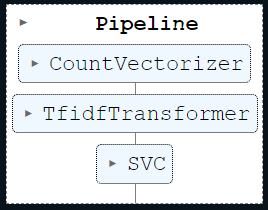 Pipeline
CountVectorizer
TfidfTransformer
SVC